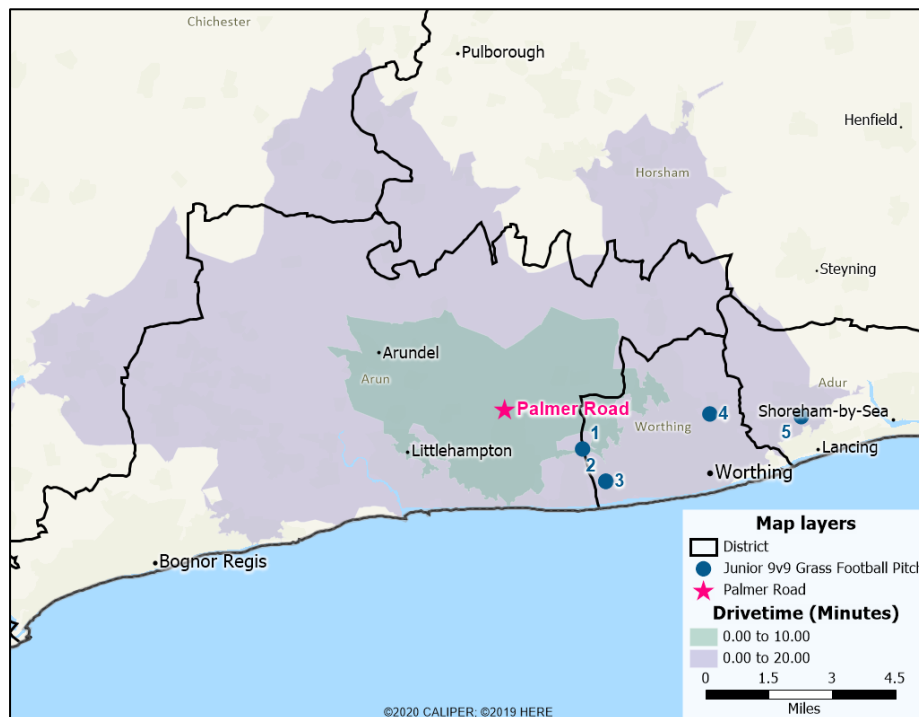 Chichester
Pulborough
Henfield
Horsham
Steyning
Arundel
Arun
Palmer Road
Adur
4
Shoreham-by-Sea
1
Worthing
5
Littlehampton
Lancing
2
3
Worthing
Bognor Regis
Map layers
District
Junior 9v9 Grass Football Pitch
Palmer Road
Drivetime (Minutes)
0.00 to 10.00
0.00 to 20.00
0 1.5 3 4.5
Miles
©2020 CALIPER; ©2019 HERE